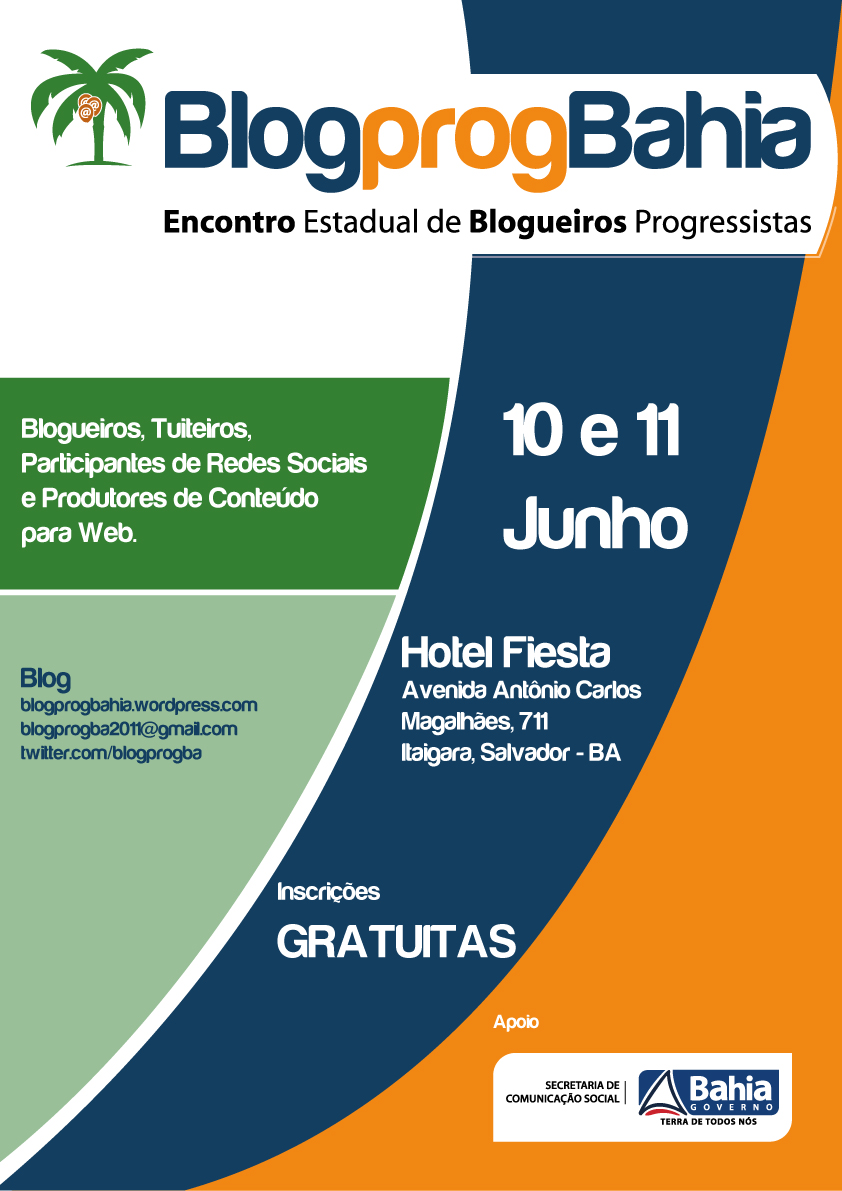 BlogprogBahia
Encontro Estadual de Blogueiros Progressistas
Blogueiros, Tuiteiros,
Participantes de Redes Sociais
e Produtores de Conteúdo
para Web.
10 e 11
Junho
Hotel Fiesta
Avenida Antônio Carlos
Magalhães, 711
Itaigara, Salvador - BA
Blog
blogprogbahia.wordpress.com
blogprogba2011@gmail.com
twitter.com/blogprogba
Inscrições
GRATUITAS
Apoio
SECRETARIA DE
COMUNICAÇÃO SOCIAL
Bahia
GOVERNO
TERRA DE TODOS NÓS